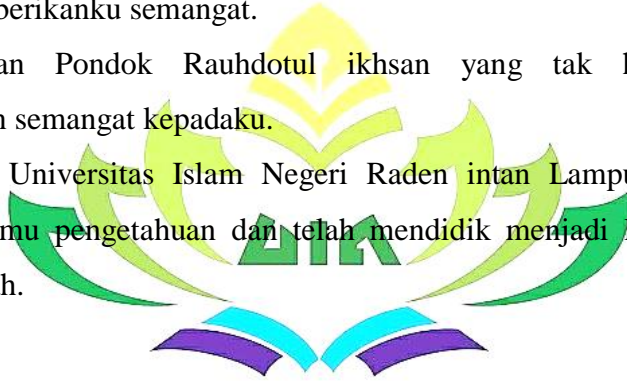 berikanku semangat.
an Pondok Rauhdotul ikhsan yang tak
semangat kepadaku.
Universitas Islam Negeri Raden intan Lampu
mu pengetahuan dan telah mendidik menjadi
h.